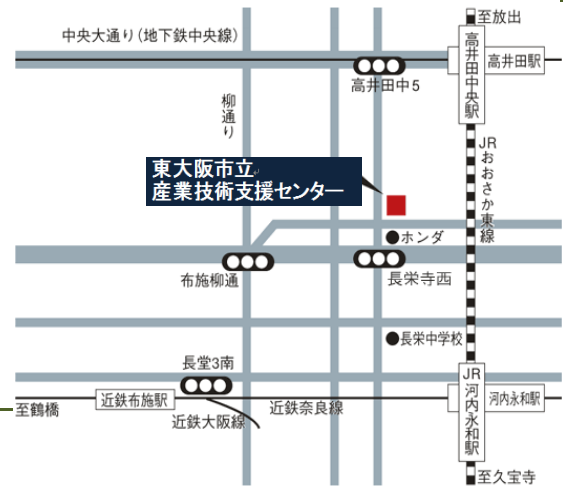 至放出
中央大通り(地下鉄中央線)
高井田中央駅
高井田駅
高井田中5
柳通り
JRおおさか東線
東大阪市立
産業技術支援センター
ホンダ
布施柳通
長栄寺西
長栄中学校
長堂3南
JR
河内永和駅
河内永和駅
近鉄布施駅
至鶴橋
近鉄大阪線
近鉄奈良線
至久宝寺